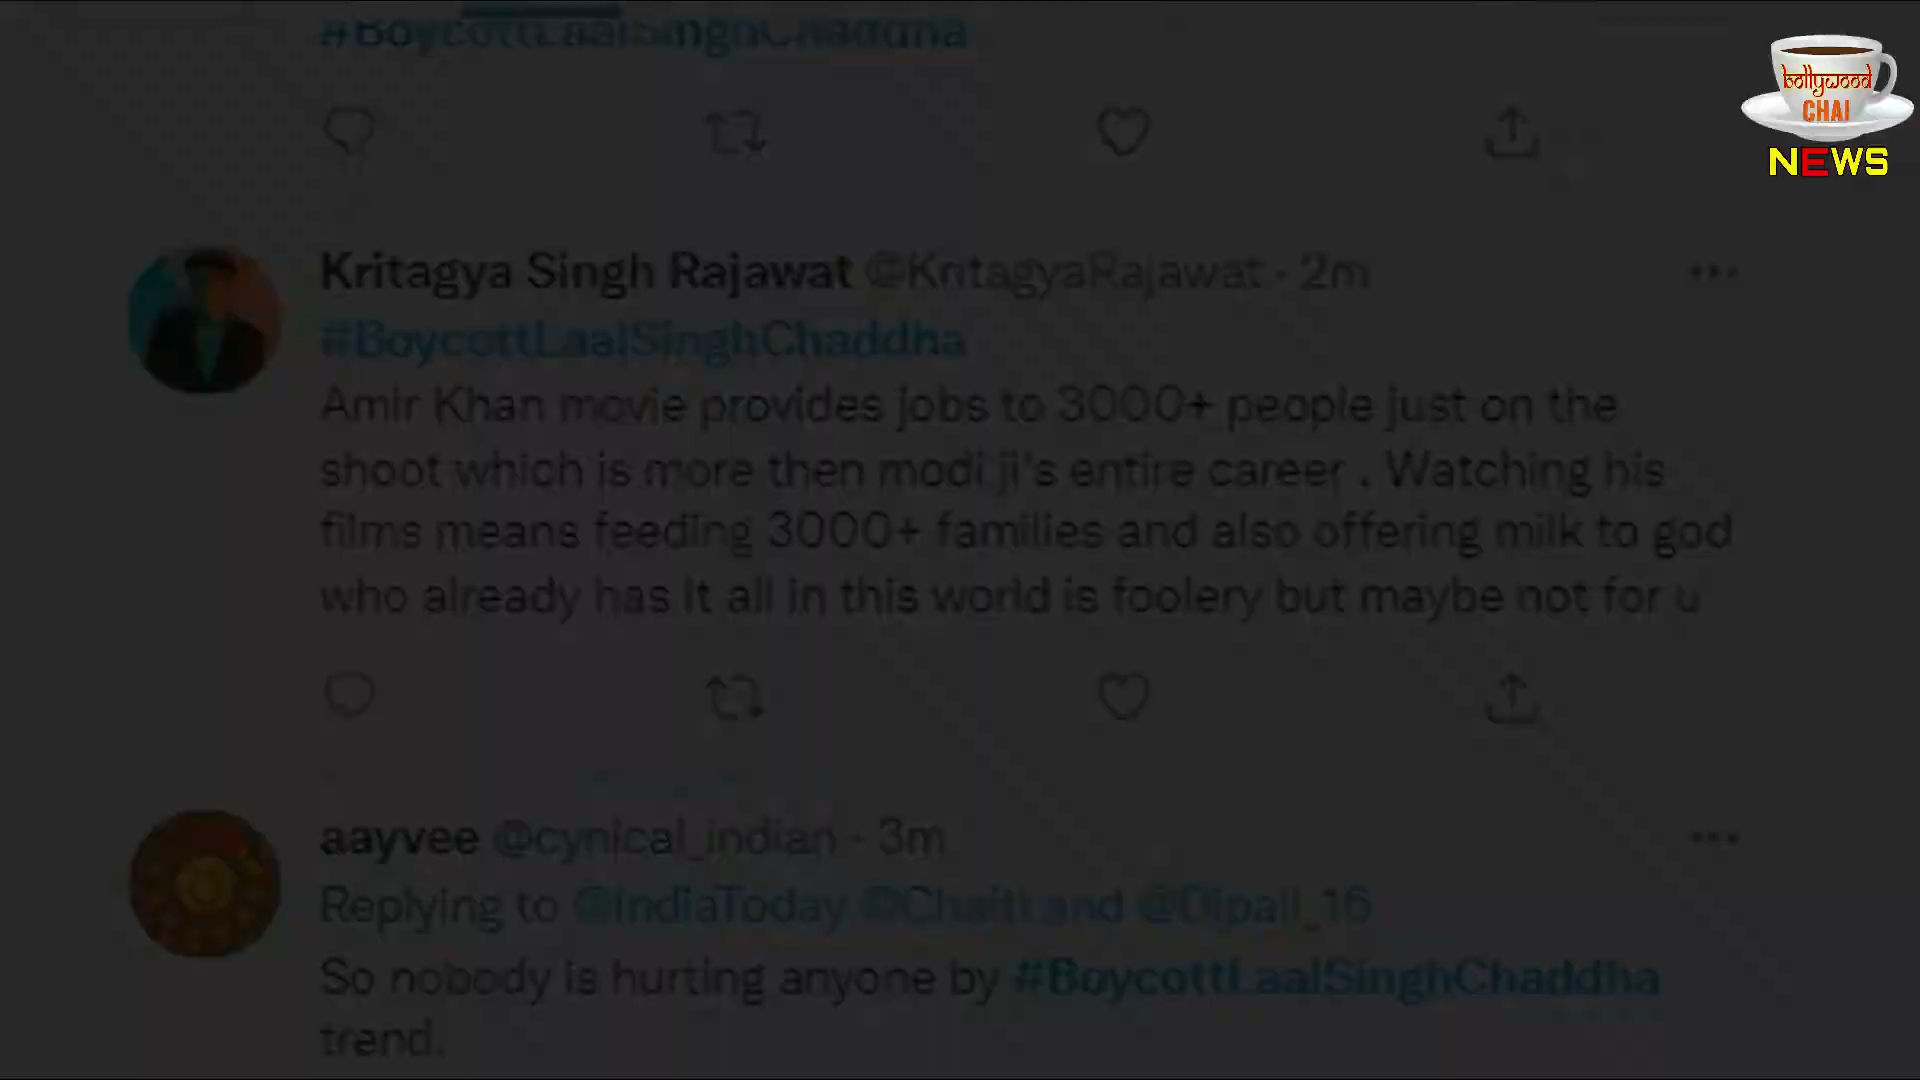 #BoycottLaalSinghChaddha
bollywood
CHAI
NEWS
Kritagya Singh Rajawat @KritagyaRajawat · 2m
#BoycottLaalSinghChaddha
Amir Khan movie provides jobs to 3000+ people just on the
shoot which is more then modi ji's entire career . Watching his
films means feeding 3000+ families and also offering milk to god
who already has it all in this world is foolery but maybe not for u
aayvee @cynical_indian · 3m
Replying to @IndiaToday and @Dipali_16
So nobody is hurting anyone by #BoycottLaalSinghChaddha
trend.